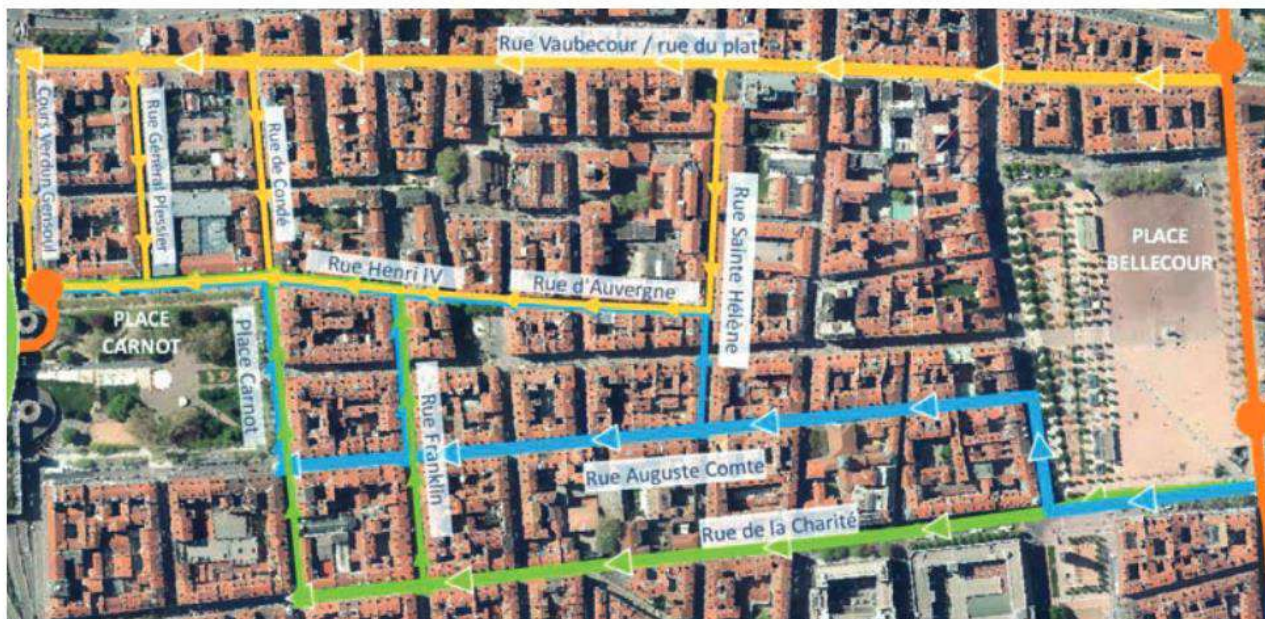 Rue Vaubecour / rue du plat
Cours Verdun Gensoul
Rue Général Plessier
Rue de Condé
Rue Sainte Hélène
PLACE
BELLECOUR
Rue Henri IV
Rue d'Auvergne
PLACE
CARNOT
Place Carnot
Rue Franklin
Rue Auguste Comte
Rue de la Charité